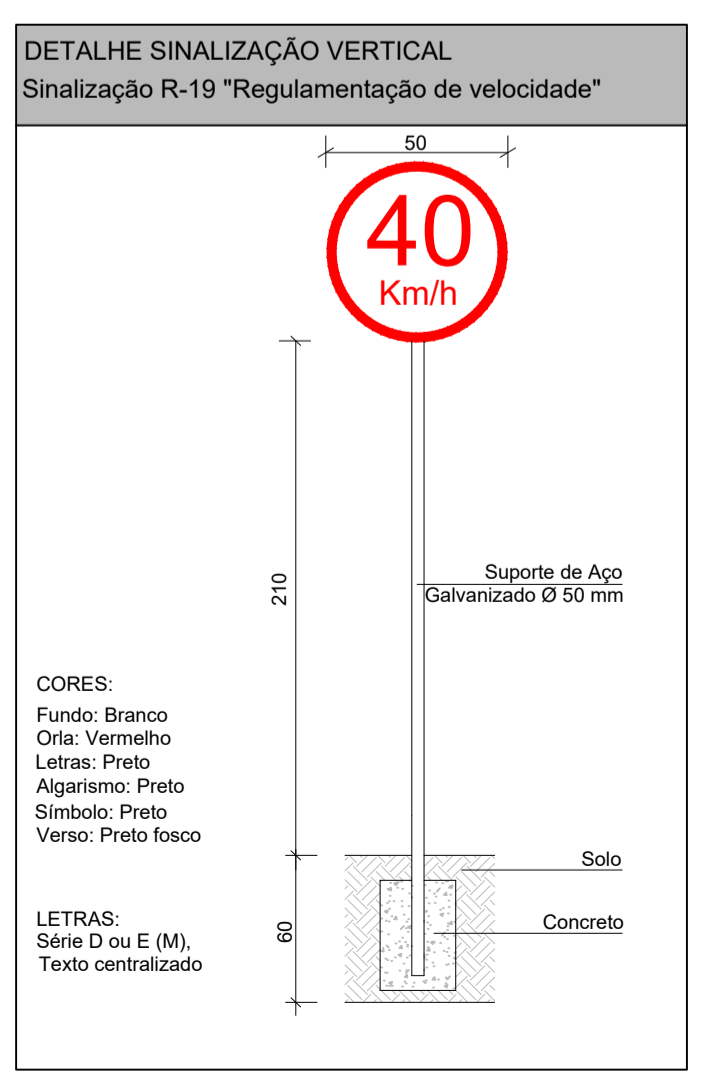 DETALHE SINALIZAÇÃO VERTICAL
Sinalização R-19 "Regulamentação de velocidade"
50
40
Km/h
210
Suporte de Aço
Galvanizado Ø 50 mm
CORES:
Fundo: Branco
Orla: Vermelho
Letras: Preto
Algarismo: Preto
Símbolo: Preto
Verso: Preto fosco
Solo
60
Concreto
LETRAS:
Série D ou E (M),
Texto centralizado